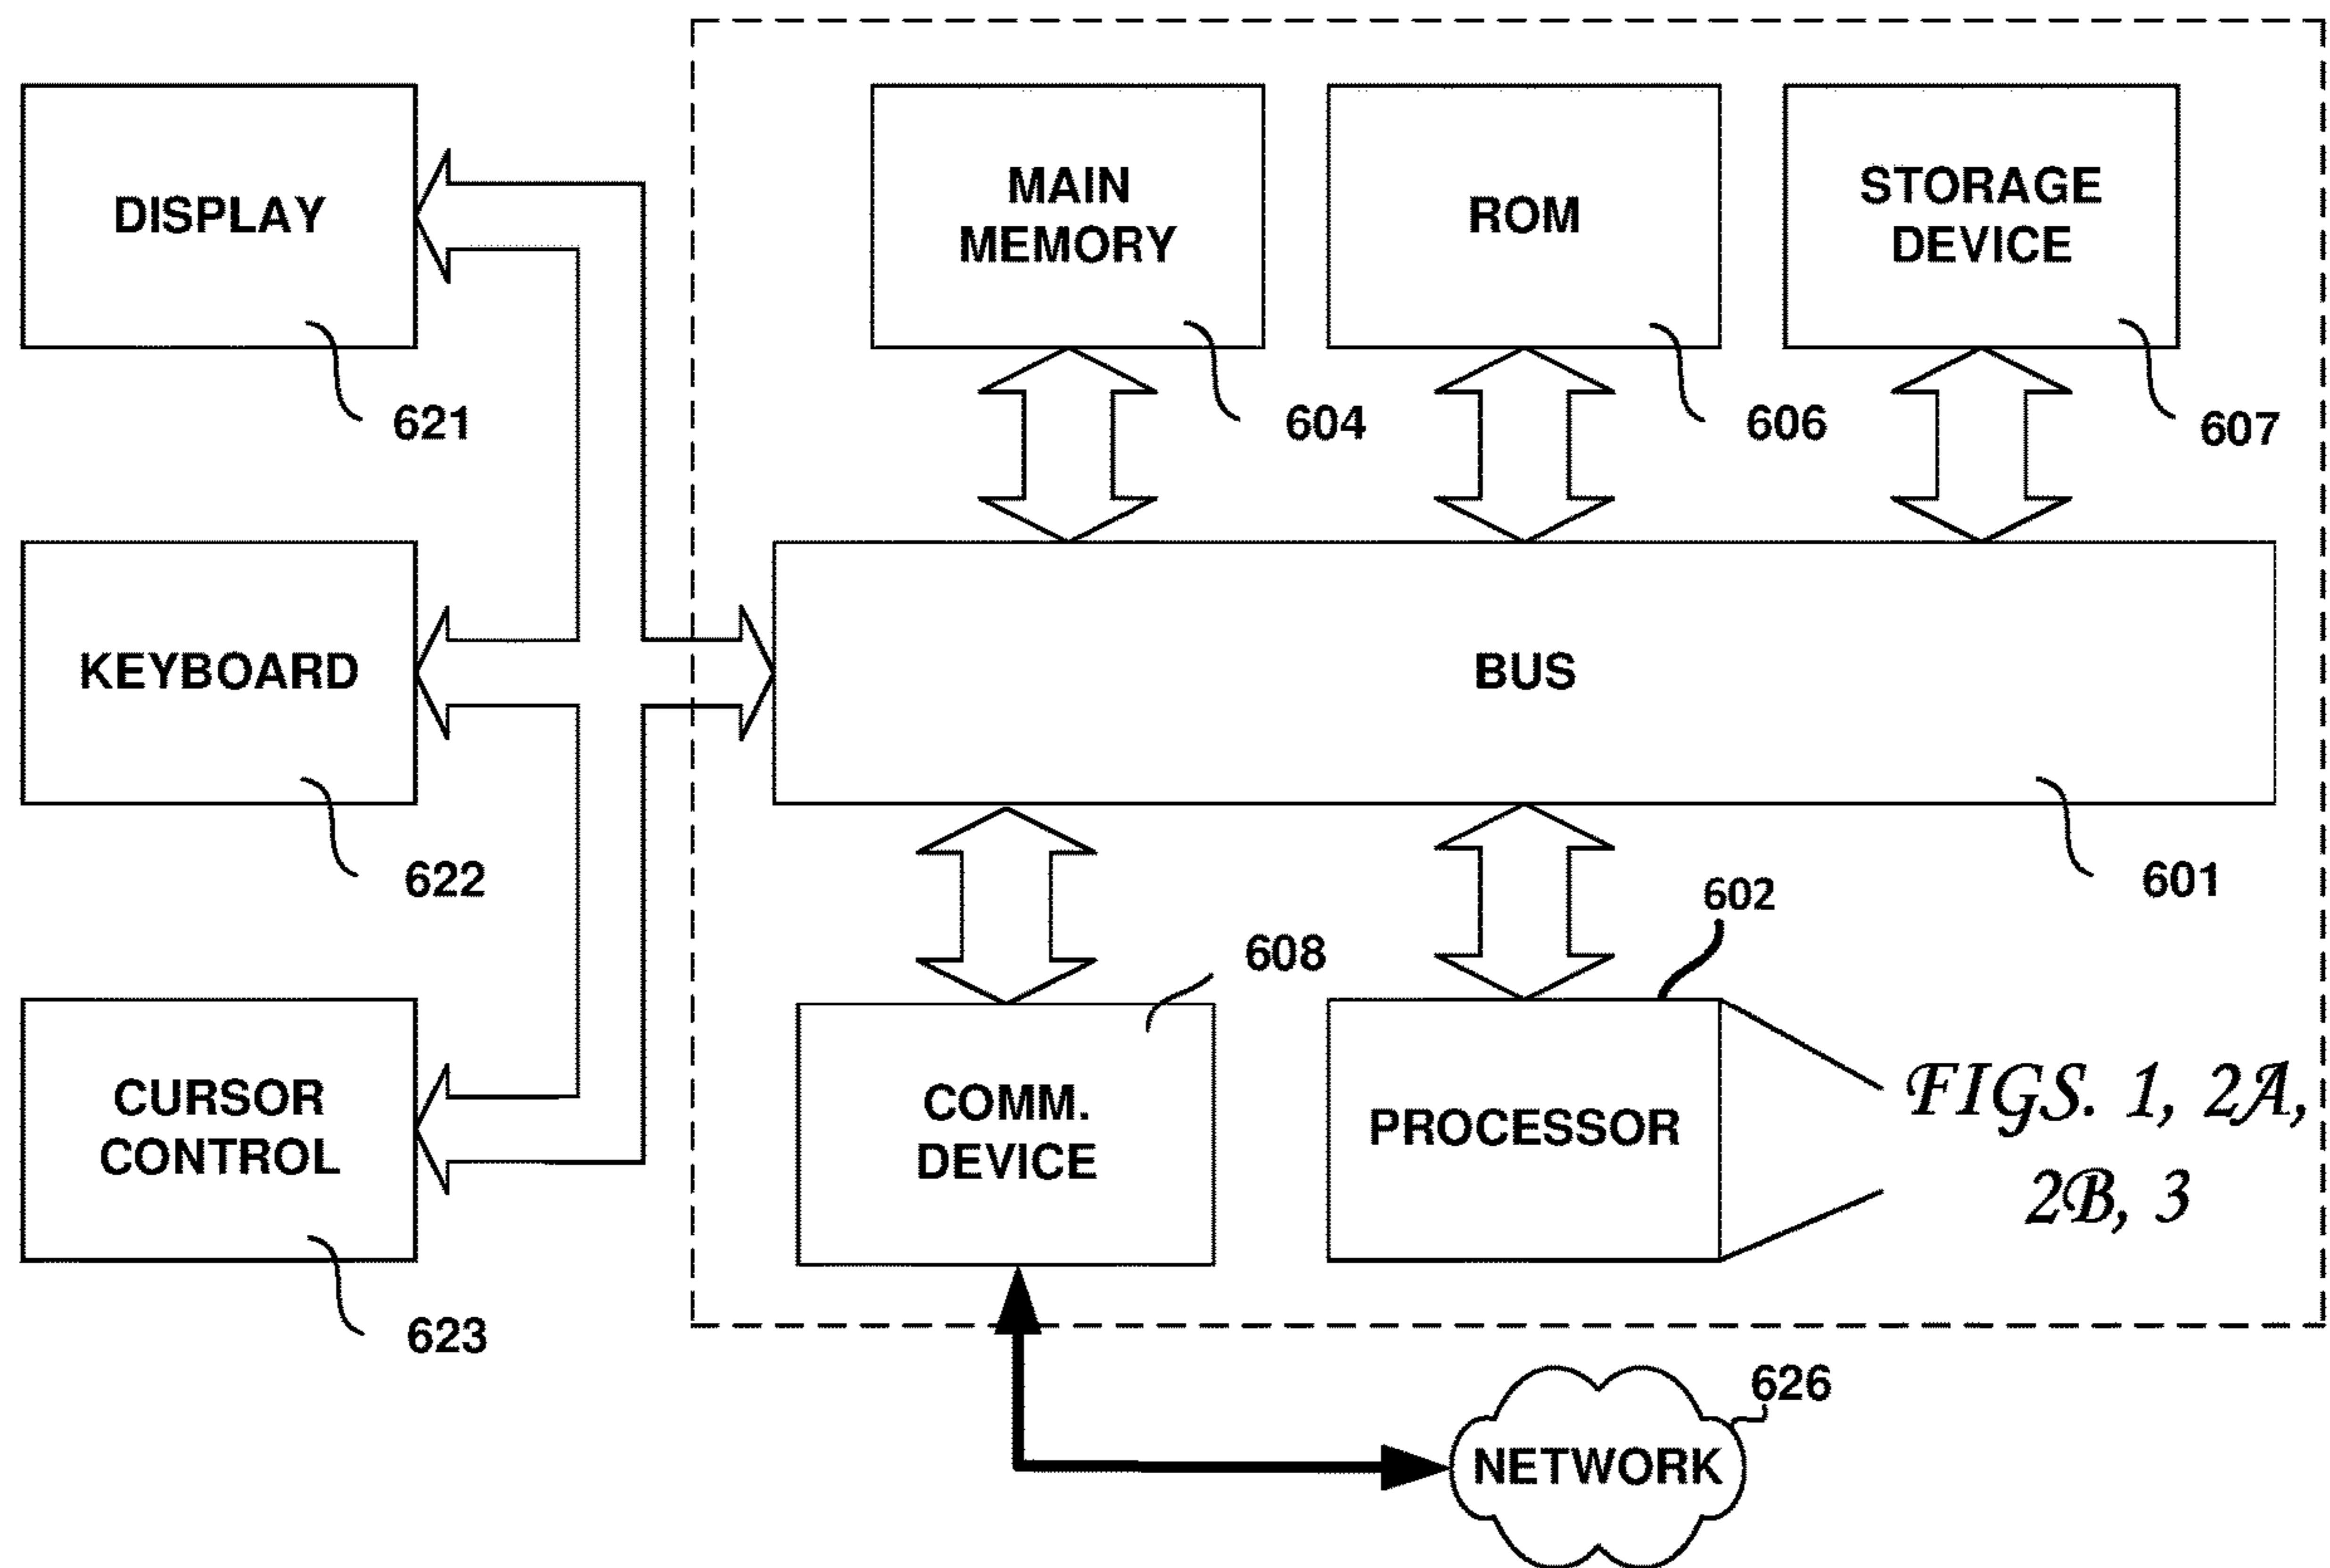 DISPLAY
621
MAIN
MEMORY
604
ROM
606
STORAGE
DEVICE
607
KEYBOARD
622
BUS
601
CURSOR
CONTROL
623
608
COMM.
DEVICE
602
PROCESSOR
FIGS. 1, 2A,
2B, 3
626
NETWORK